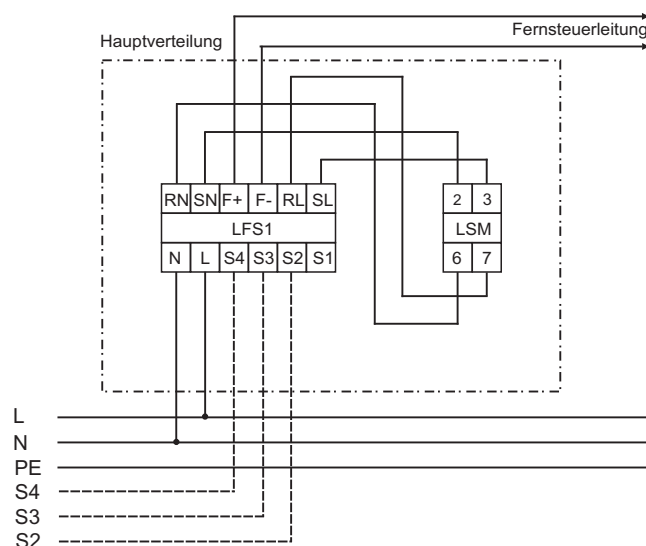 Fernsteuerleitung
Hauptverteilung
RN SN F+ F- RL SL
LFS1
N L S4 S3 S2 S1
2 3
LSM
6 7
L
N
PE
S4
S3
S2